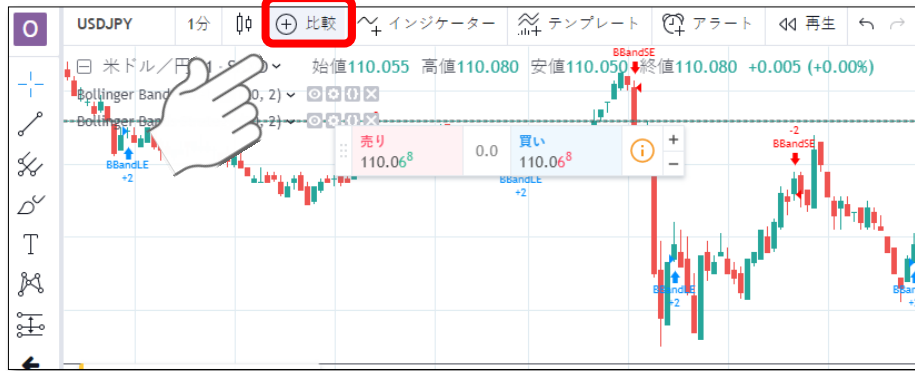 O USDJPY 1分 比較 インジケーター テンプレート アラート 再生
米ドル／円 1 始値110.055 高値110.080 安値110.050 終値110.080 +0.005 (+0.00%)
Bollinger Band 0, 2)
Bollinger Ban 2)
BBandSE
売り
110.068
0.0
買い
110.068
BBandLE
+2
BBandLE
+2
BBandLE
+2
-2
BBandSE